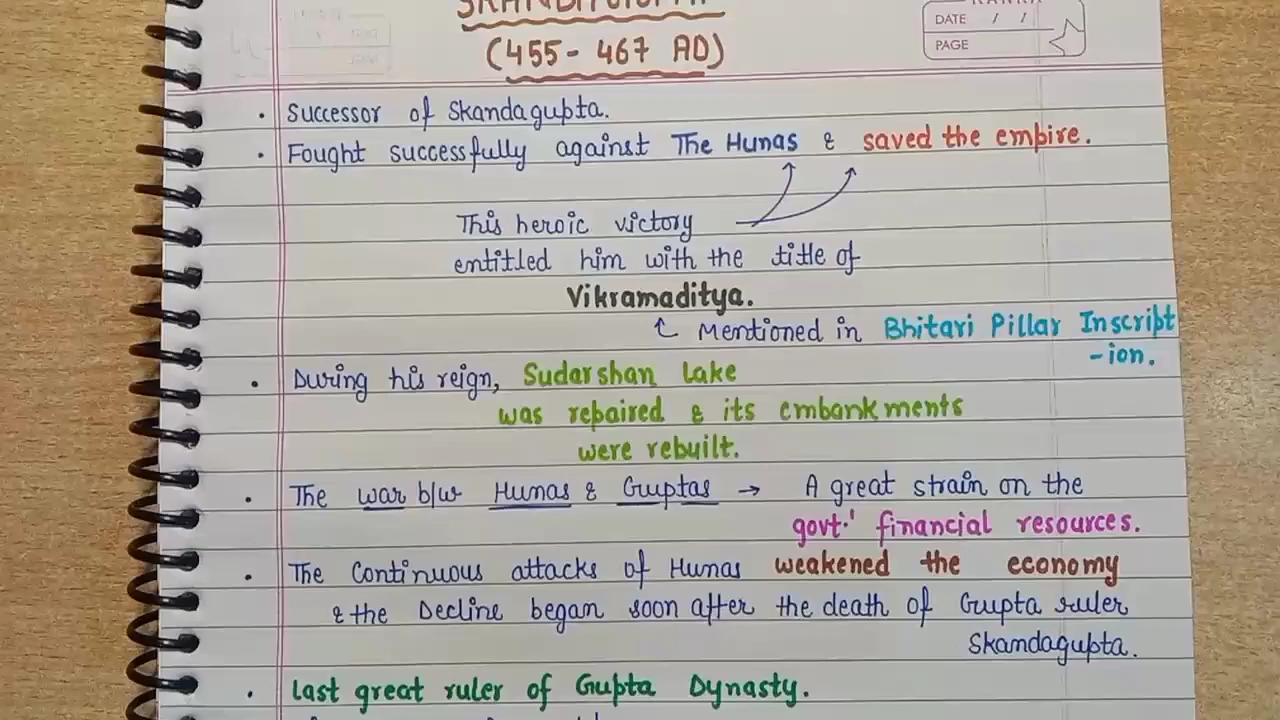 (455 - 467 AD)
DATE / /
PAGE
• Successor of Skandagupta.
• Fought successfully against The Hunas & saved the empire.
This heroic victory
entitled him with the title of
Vikramaditya.
Mentioned in Bhitari Pillar Inscript
-ion.
• During his reign, Sudarshan Lake
was repaired & its embankments
were rebuilt.
• The war b/w Hunas & Guptas → A great strain on the
govt.' financial resources.
• The Continuous attacks of Hunas weakened the economy
& the Decline began soon after the death of Gupta ruler
Skandagupta.
• Last great ruler of Gupta Dynasty.